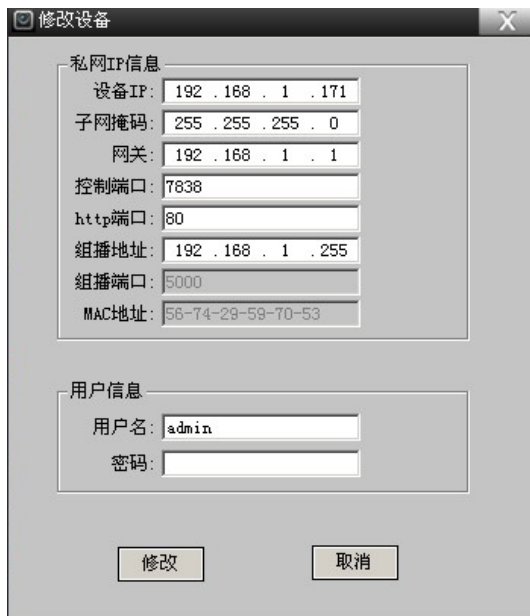 修改设备 X
私网IP信息
设备IP: 192 . 168 . 1 . 171
子网掩码: 255 . 255 . 255 . 0
网关: 192 . 168 . 1 . 1
控制端口: 7838
http端口: 80
组播地址: 192 . 168 . 1 . 255
组播端口: 5000
MAC地址: 56-74-29-59-70-53
用户信息
用户名: admin
密码:
修改 取消